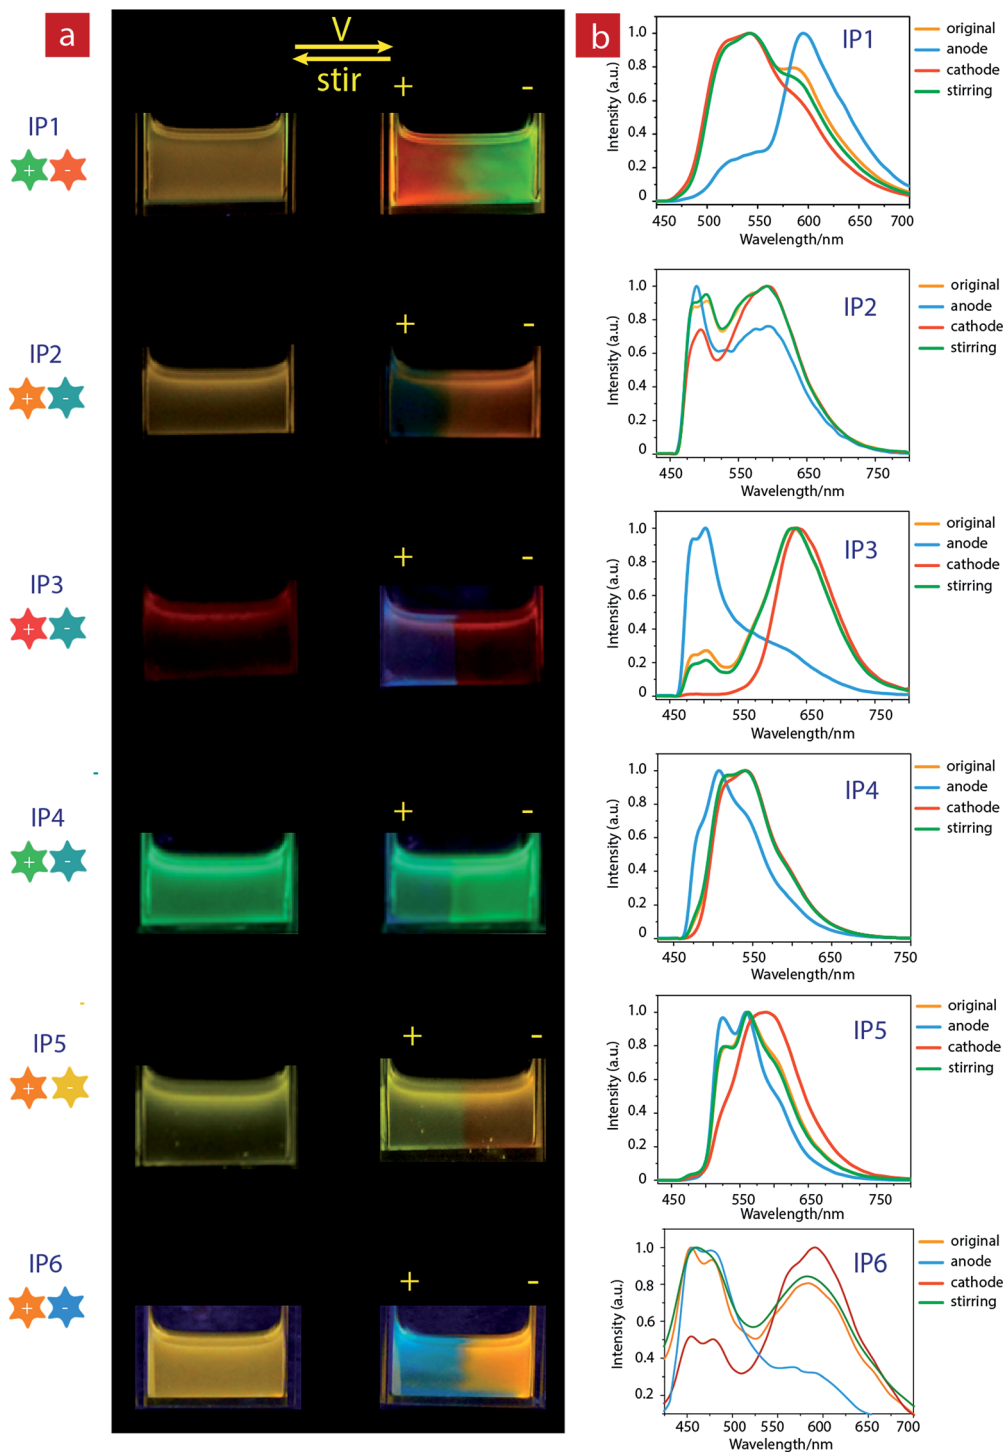 a
V
stir
+ -
IP1
+ -
+ -
IP2
+ -
+ -
IP3
+ -
+ -
IP4
+ -
+ -
IP5
+ -
+ -
IP6
+ -
b
IP1
original
anode
cathode
stirring
Intensity (a.u.)
1.0
0.8
0.6
0.4
0.2
0
450 500 550 600 650 700
Wavelength/nm
IP2
original
anode
cathode
stirring
Intensity (a.u.)
1.0
0.8
0.6
0.4
0.2
0
450 550 650 750
Wavelength/nm
IP3
original
anode
cathode
stirring
Intensity (a.u.)
1.0
0.8
0.6
0.4
0.2
0
450 550 650 750
Wavelength/nm
IP4
original
anode
cathode
stirring
Intensity (a.u.)
1.0
0.8
0.6
0.4
0.2
0
450 550 650 750
Wavelength/nm
IP5
original
anode
cathode
stirring
Intensity (a.u.)
1.0
0.8
0.6
0.4
0.2
0
450 550 650 750
Wavelength/nm
IP6
original
anode
cathode
stirring
Intensity (a.u.)
1.0
0.8
0.6
0.4
0.2
450 500 550 600 650 700
Wavelength/nm